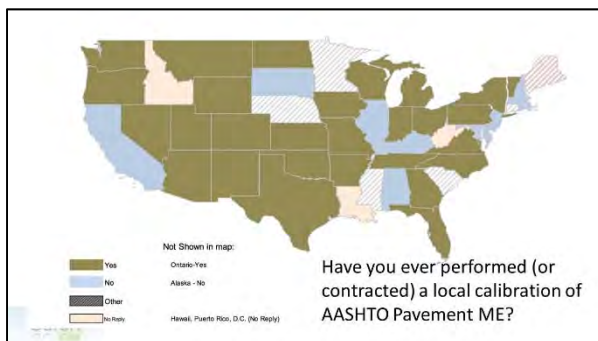 Not Shown in map:
Yes
Ontario-Yes
No
Alaska - No
Other
No Reply
Hawaii, Puerto Rico, D.C. (No Reply)
Have you ever performed (or
contracted) a local calibration of
AASHTO Pavement ME?